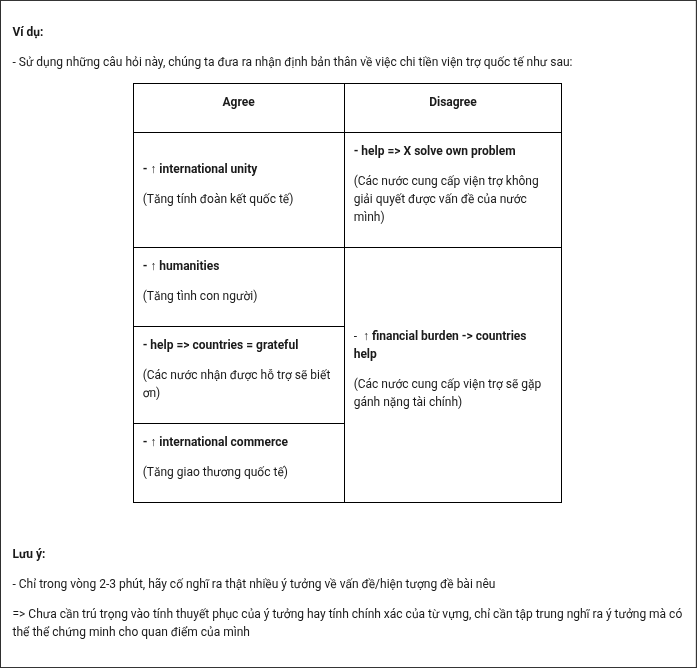 Ví dụ:
- Sử dụng những câu hỏi này, chúng ta đưa ra nhận định bản thân về việc chi tiền viện trợ quốc tế như sau:
Agree
Disagree
- ↑ international unity
(Tăng tính đoàn kết quốc tế)
- help => X solve own problem
(Các nước cung cấp viện trợ không
giải quyết được vấn đề của nước
mình)
- ↑ humanities
(Tăng tình con người)
- help => countries = grateful
(Các nước nhận được hỗ trợ sẽ biết
ơn)
- ↑ international commerce
(Tăng giao thương quốc tế)
- ↑ financial burden -> countries
help
(Các nước cung cấp viện trợ sẽ gặp
gánh nặng tài chính)
Lưu ý:
- Chỉ trong vòng 2-3 phút, hãy cố nghĩ ra thật nhiều ý tưởng về vấn đề/hiện tượng đề bài nêu
=> Chưa cần trú trọng vào tính thuyết phục của ý tưởng hay tính chính xác của từ vựng, chỉ cần tập trung nghĩ ra ý tưởng mà có
thể thể chứng minh cho quan điểm của mình